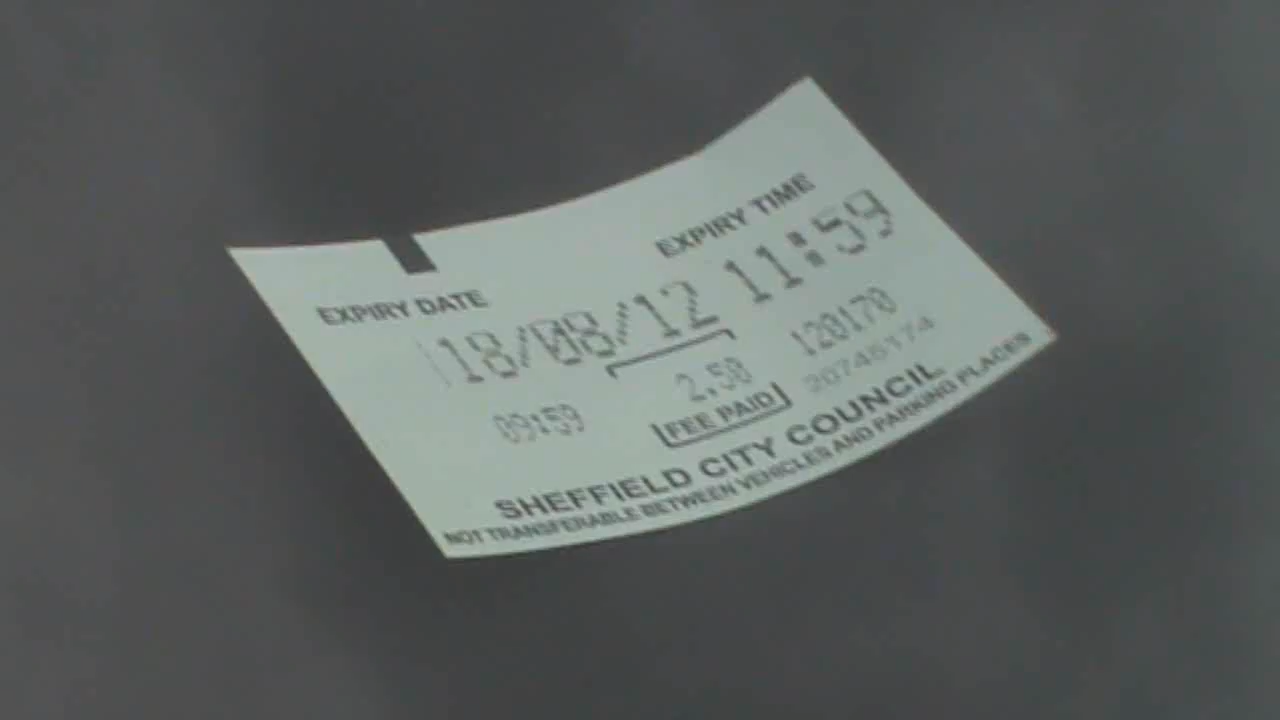 EXPIRY DATE EXPIRY TIME
18/08/12 11:59
09:59 2.50 120170
FEE PAID 20746174
SHEFFIELD CITY COUNCIL
NOT TRANSFERABLE BETWEEN VEHICLES AND PARKING PLACES